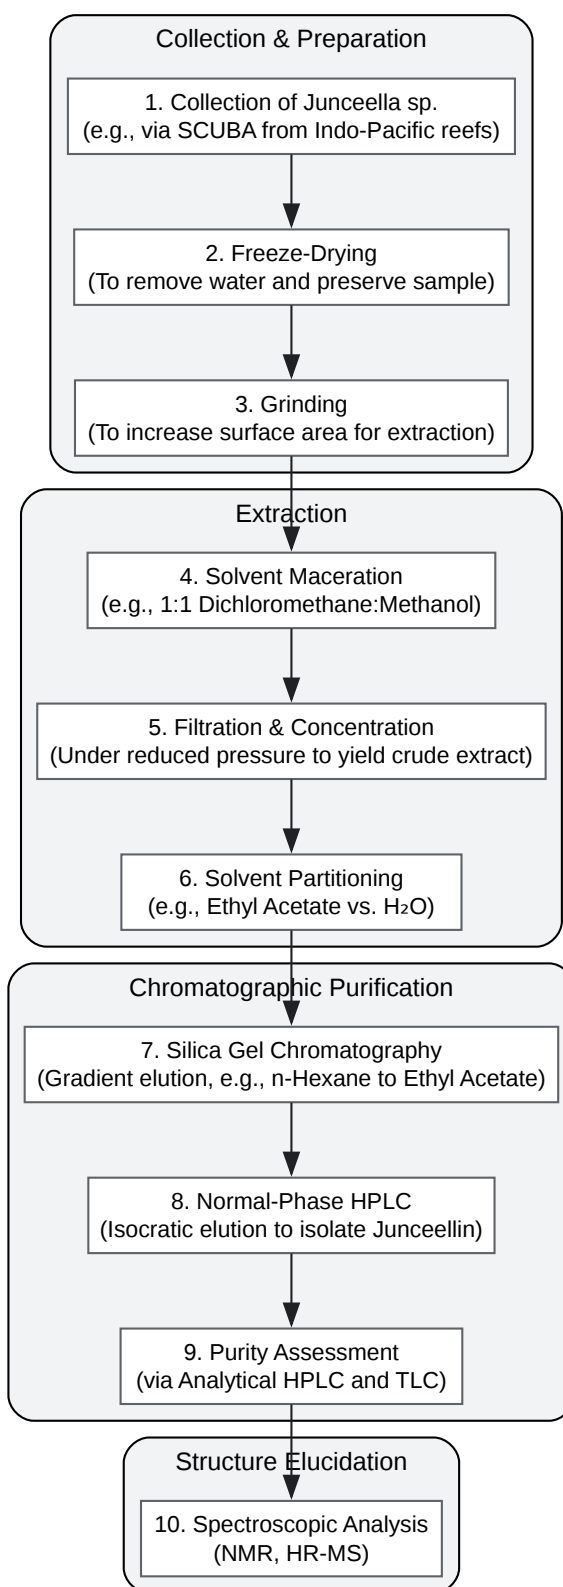 Collection & Preparation
1. Collection of Junceella sp.
(e.g., via SCUBA from Indo-Pacific reefs)
2. Freeze-Drying
(To remove water and preserve sample)
3. Grinding
(To increase surface area for extraction)
Extraction
4. Solvent Maceration
(e.g., 1:1 Dichloromethane:Methanol)
5. Filtration & Concentration
(Under reduced pressure to yield crude extract)
6. Solvent Partitioning
(e.g., Ethyl Acetate vs. H₂O)
Chromatographic Purification
7. Silica Gel Chromatography
(Gradient elution, e.g., n-Hexane to Ethyl Acetate)
8. Normal-Phase HPLC
(Isocratic elution to isolate Junceellin)
9. Purity Assessment
(via Analytical HPLC and TLC)
Structure Elucidation
10. Spectroscopic Analysis
(NMR, HR-MS)